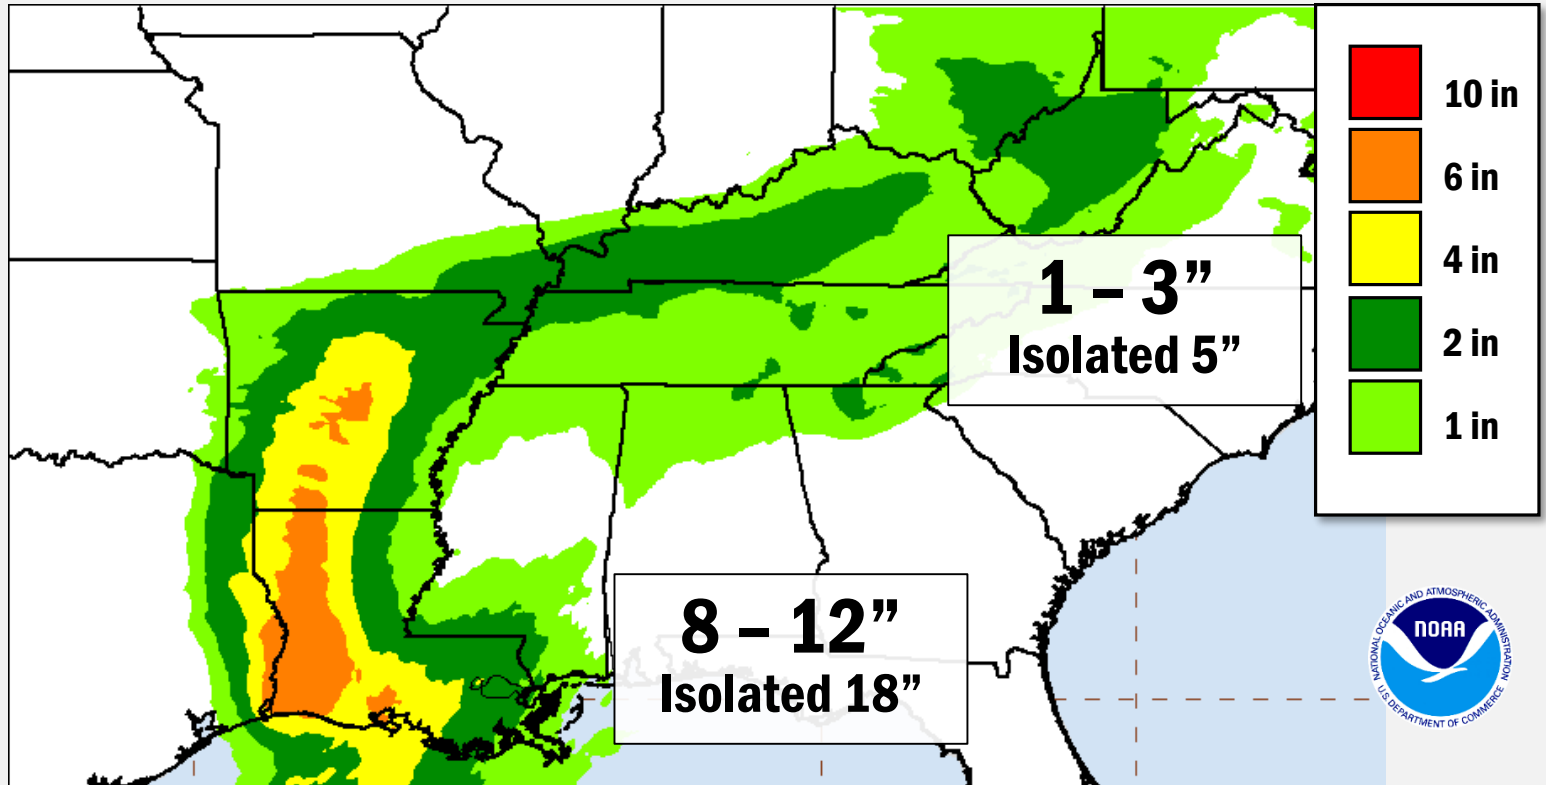 10 in
6 in
4 in
2 in
1 in
1 – 3”
Isolated 5”
8 – 12”
Isolated 18”
NATIONAL OCEANIC AND ATMOSPHERIC ADMINISTRATION
NOAA
U.S. DEPARTMENT OF COMMERCE